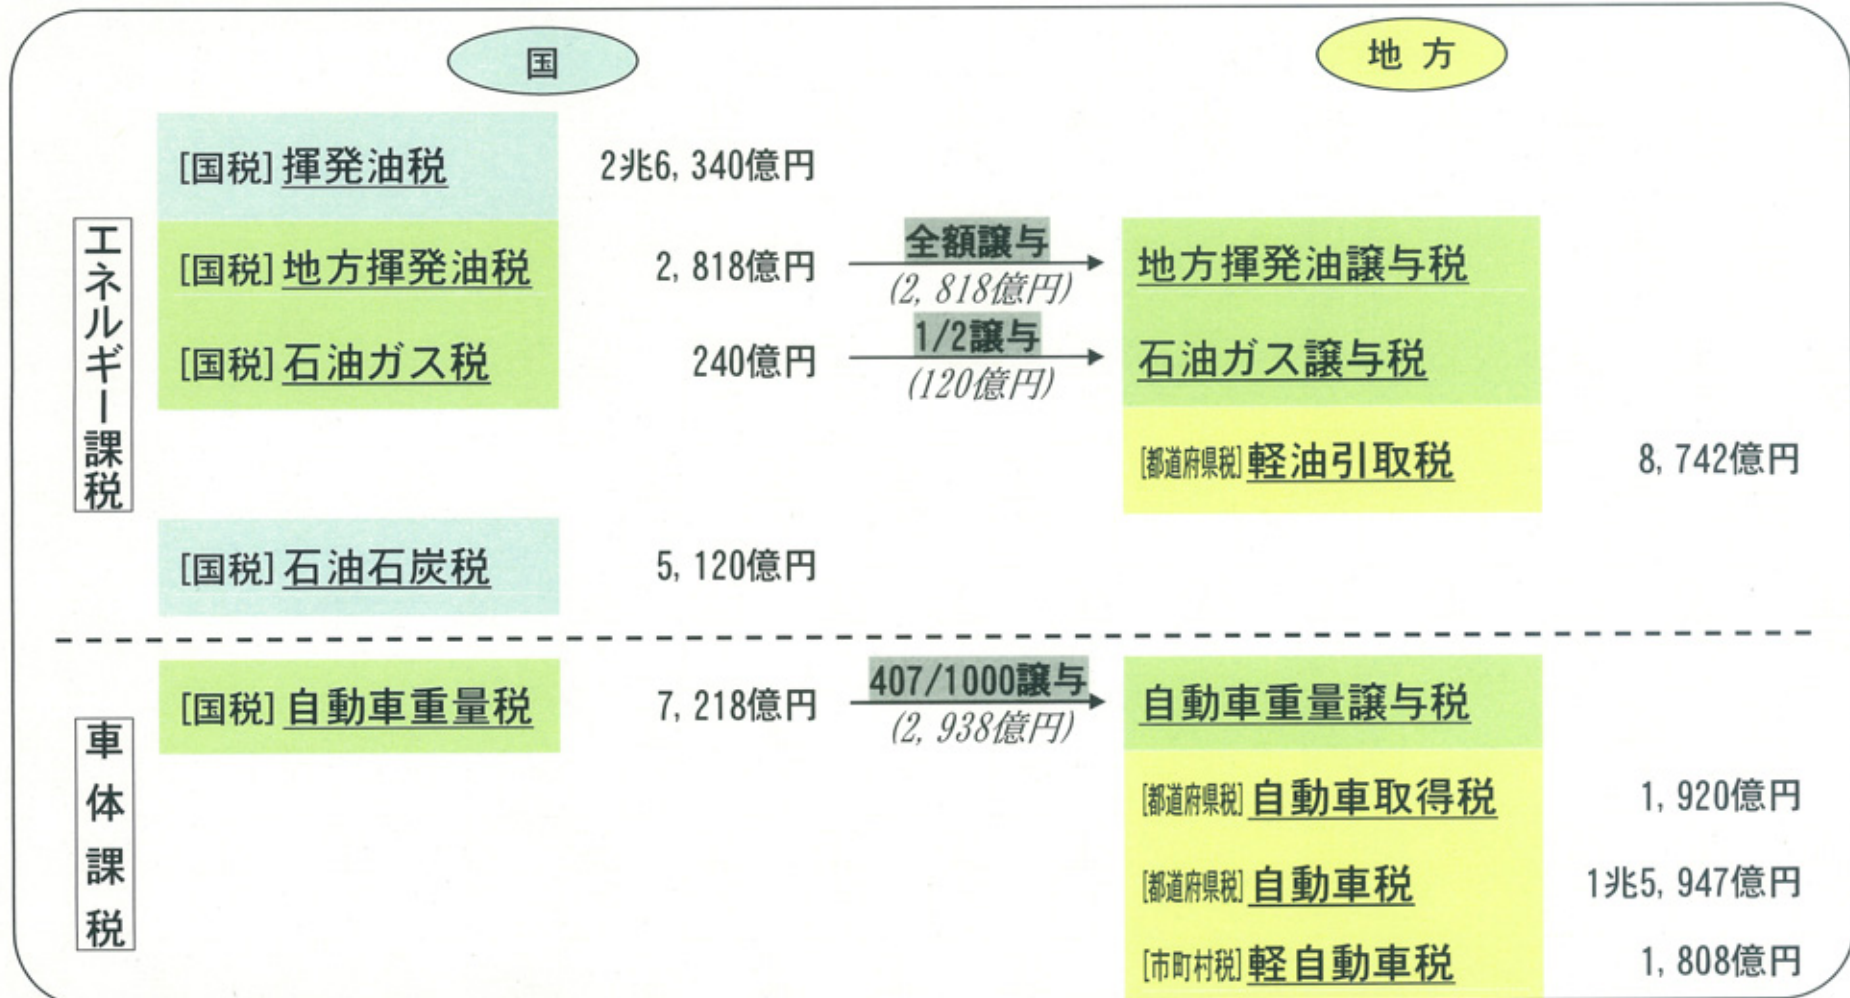 国
地方
エネルギー課税
[国税] 揮発油税 2兆6, 340億円
[国税] 地方揮発油税 2, 818億円 全額譲与 (2, 818億円) 地方揮発油譲与税
[国税] 石油ガス税 240億円 1/2譲与 (120億円) 石油ガス譲与税
[都道府県税] 軽油引取税 8, 742億円
[国税] 石油石炭税 5, 120億円
車体課税
[国税] 自動車重量税 7, 218億円 407/1000譲与 (2, 938億円) 自動車重量譲与税
[都道府県税] 自動車取得税 1, 920億円
[都道府県税] 自動車税 1兆5, 947億円
[市町村税] 軽自動車税 1, 808億円